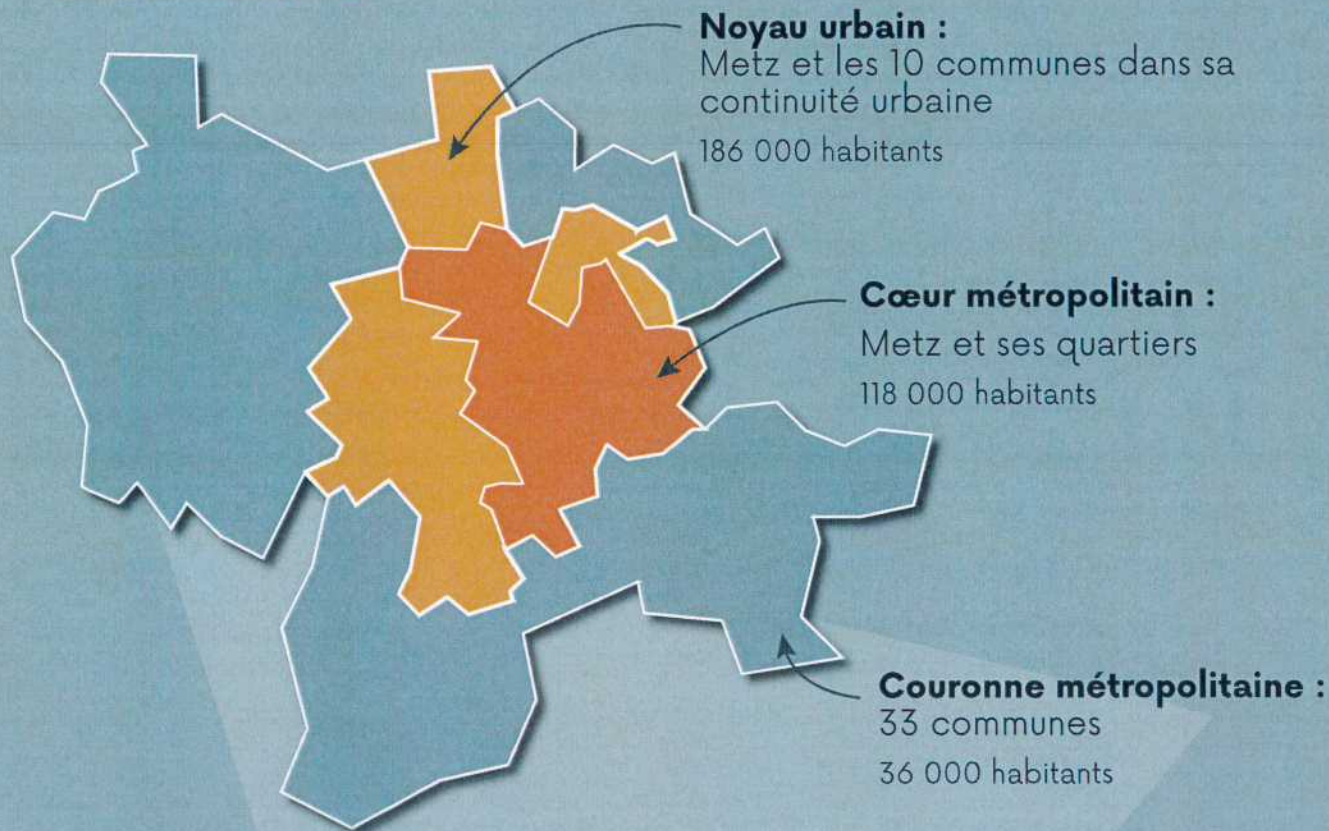 Noyau urbain :
Metz et les 10 communes dans sa
continuité urbaine
186 000 habitants
Cœur métropolitain :
Metz et ses quartiers
118 000 habitants
Couronne métropolitaine :
33 communes
36 000 habitants